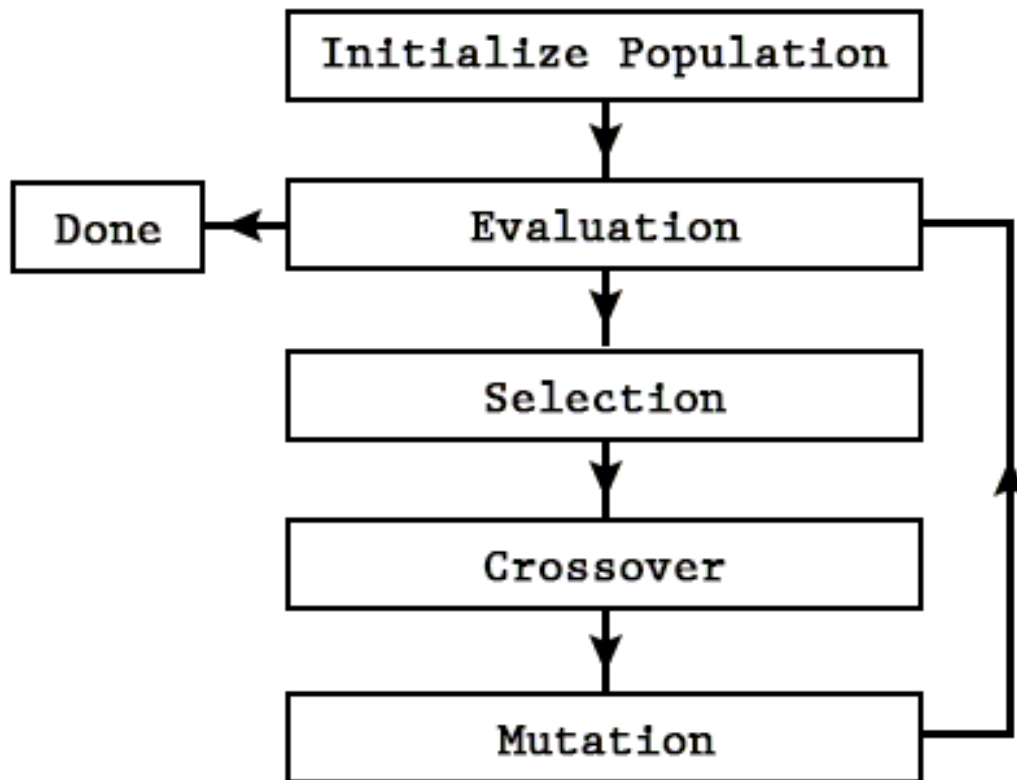 Initialize Population
Done
Evaluation
Selection
Crossover
Mutation